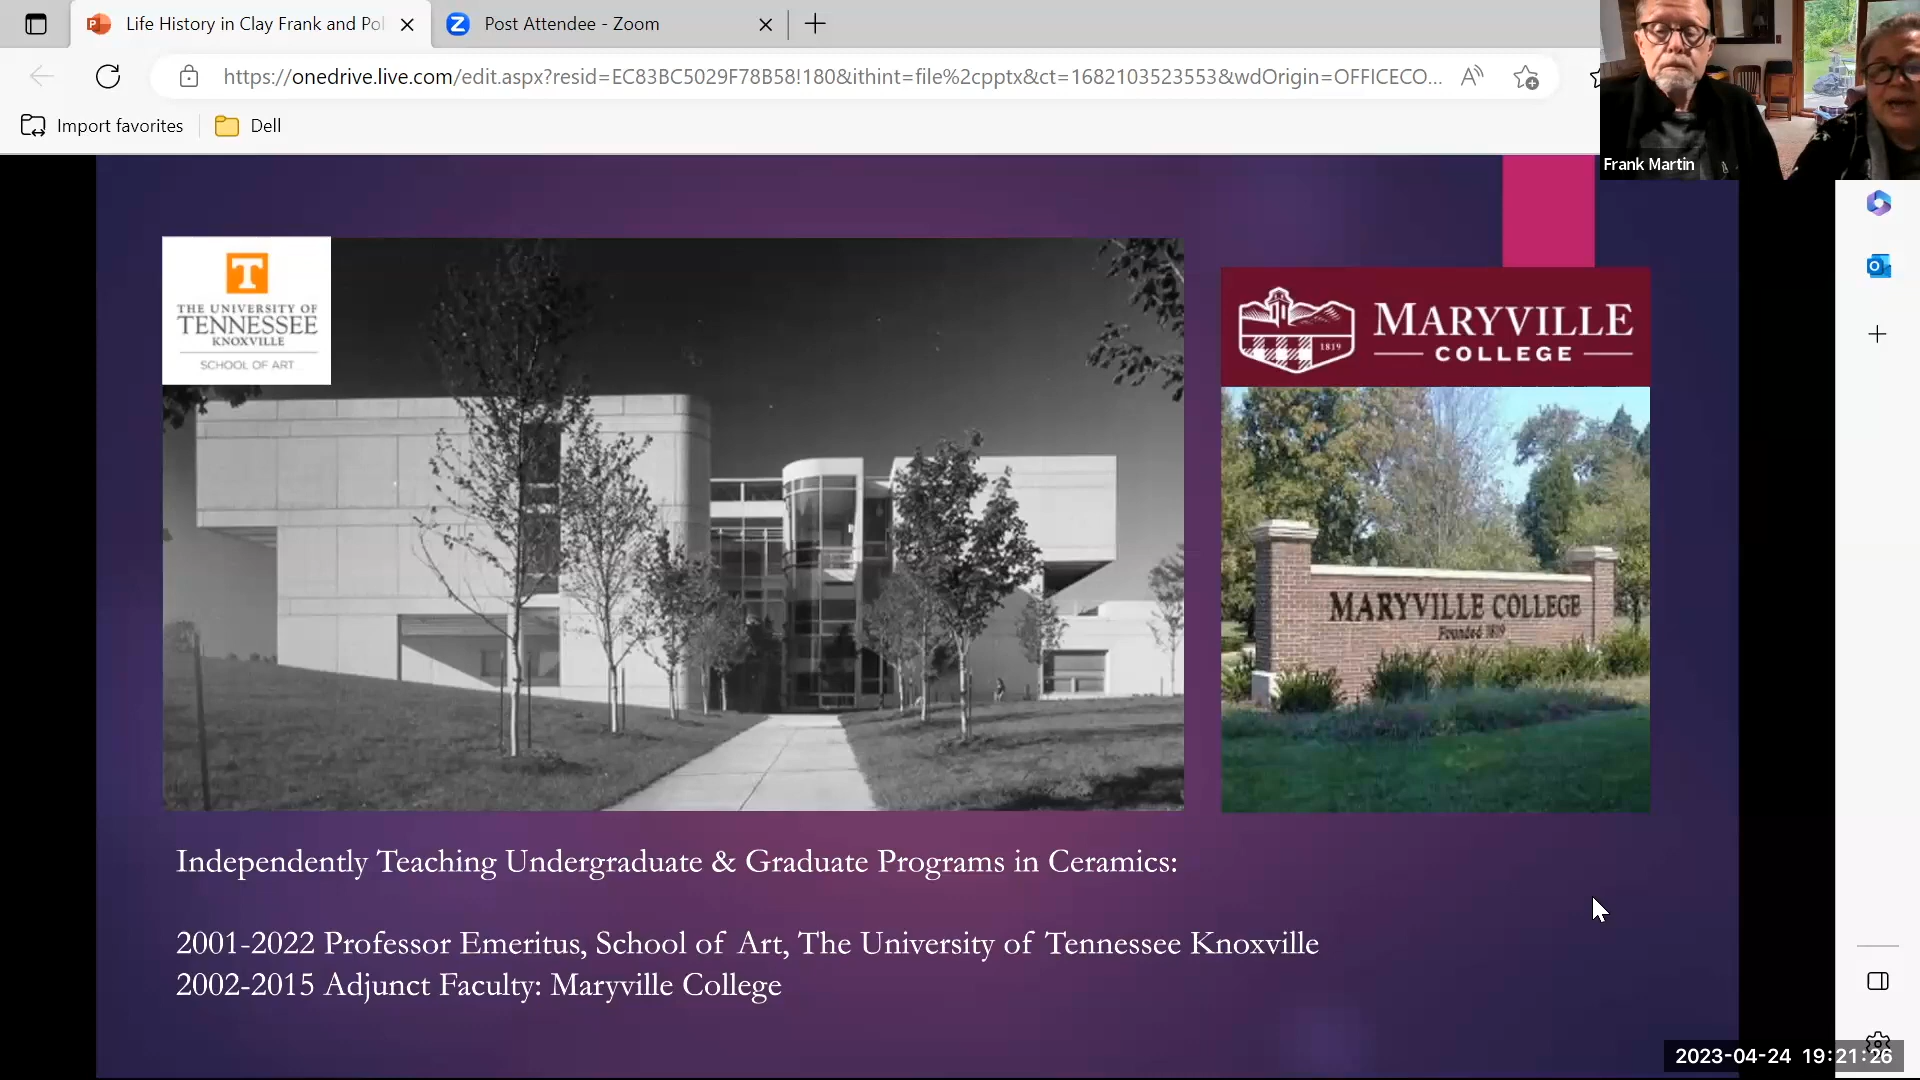 Life History in Clay Frank and Pol
Post Attendee - Zoom
https://onedrive.live.com/edit.aspx?resid=EC83BC5029F78B58!180&ithint=file%2cpptx&ct=1682103523553&wdOrigin=OFFICECO...
Import favorites
Dell
Frank Martin
T
THE UNIVERSITY OF
TENNESSEE
KNOXVILLE
SCHOOL OF ART
1819
MARYVILLE
COLLEGE
MARYVILLE COLLEGE
Founded 1819
Independently Teaching Undergraduate & Graduate Programs in Ceramics:
2001-2022 Professor Emeritus, School of Art, The University of Tennessee Knoxville
2002-2015 Adjunct Faculty: Maryville College
2023-04-24 19:21:26